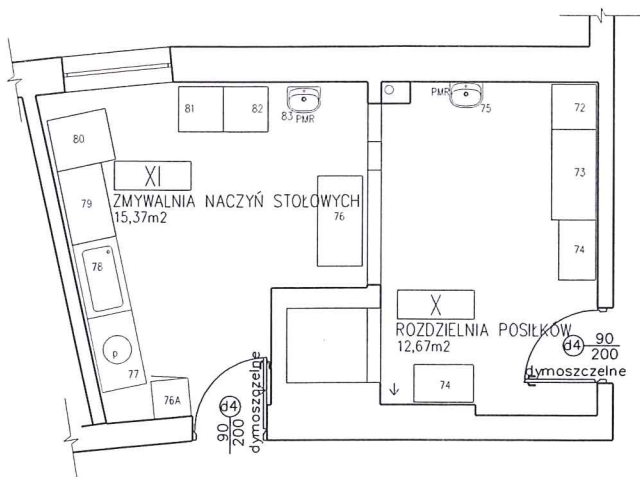 81
82
83 PMR
PMR
75
72
80
XI
ZMYWALNIA NACZYŃ STOŁOWYCH
15,37m2
76
73
79
74
78
X
ROZDZIELNIA POSIŁKÓW
12,67m2
d4 90
200
dymoszczelne
p
77
76A
74
d4
90
200
dymoszczelne